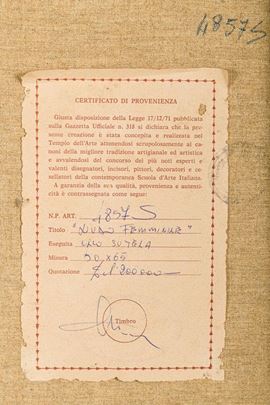 4857S
CERTIFICATO DI PROVENIENZA
Giusta disposizione della Legge 17/12/71 pubblicata
sulla Gazzetta Ufficiale n. 318 si dichiara che la pre-
sente creazione è stata concepita e realizzata nel
Tempio dell'Arte attenendosi scrupolosamente ai ca-
noni della migliore tradizione artigianale ed artistica
e avvalendosi del concorso dei più noti esperti e
valenti disegnatori, incisori, pittori, decoratori e ce-
sellatori della contemporanea Scuola d'Arte Italiana.
A garanzia della sua qualità, provenienza e autenti-
cità è contrassegnata come segue:
N.P. ART. 4857S
Titolo "NUDO FEMMINILE"
Eseguita
Misura 50x65
Quotazione
Timbro